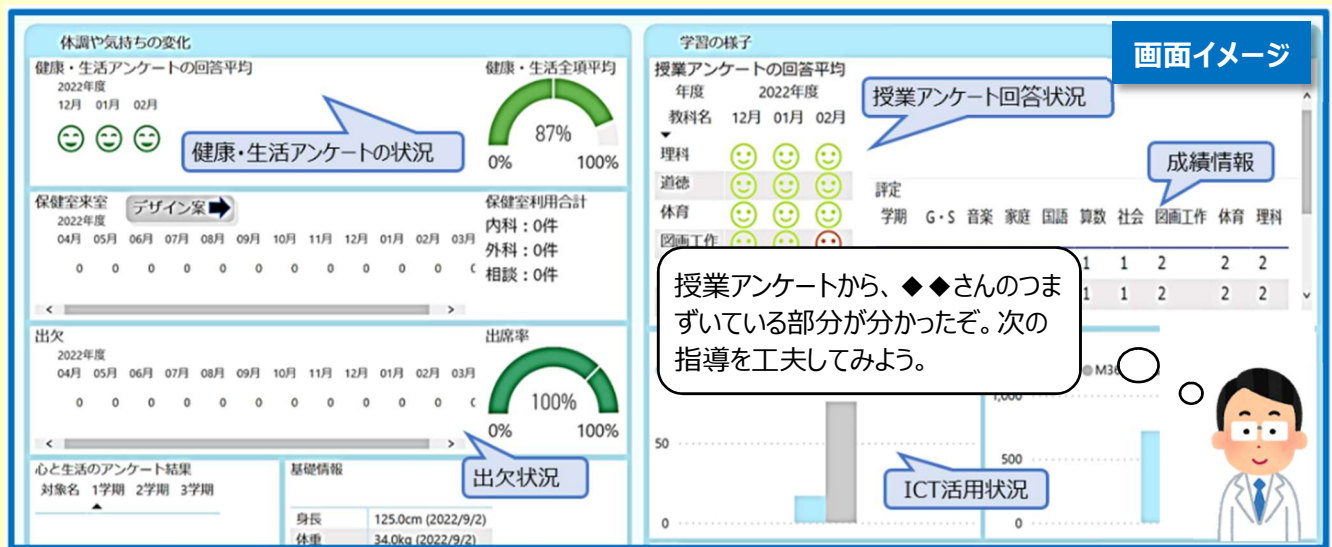 画面イメージ
体調や気持ちの変化
健康・生活アンケートの回答平均
2022年度
12月 01月 02月
健康・生活アンケートの状況
健康・生活全項平均
87%
0% 100%
保健室来室
デザイン案
2022年度
04月 05月 06月 07月 08月 09月 10月 11月 12月 01月 02月 03月
0 0 0 0 0 0 0 0 0 0 0
保健室利用合計
内科：0件
外科：0件
相談：0件
出欠
2022年度
04月 05月 06月 07月 08月 09月 10月 11月 12月 01月 02月 03月
0 0 0 0 0 0 0 0 0 0 0
出席率
100%
0% 100%
出欠状況
心と生活のアンケート結果
対象名 1学期 2学期 3学期
基礎情報
身長 125.0cm (2022/9/2)
体重 34.0kg (2022/9/2)
学習の様子
授業アンケートの回答平均
年度 2022年度
教科名 12月 01月 02月
理科
道徳
体育
図画工作
授業アンケート回答状況
成績情報
評定
学期 G・S 音楽 家庭 国語 算数 社会 図画工作 体育 理科
1 1 2 2 2
1 1 2 2 2
授業アンケートから、◆◆さんのつま
ずいている部分が分かったぞ。次の
指導を工夫してみよう。
50
0
ICT活用状況
1,000
500
0